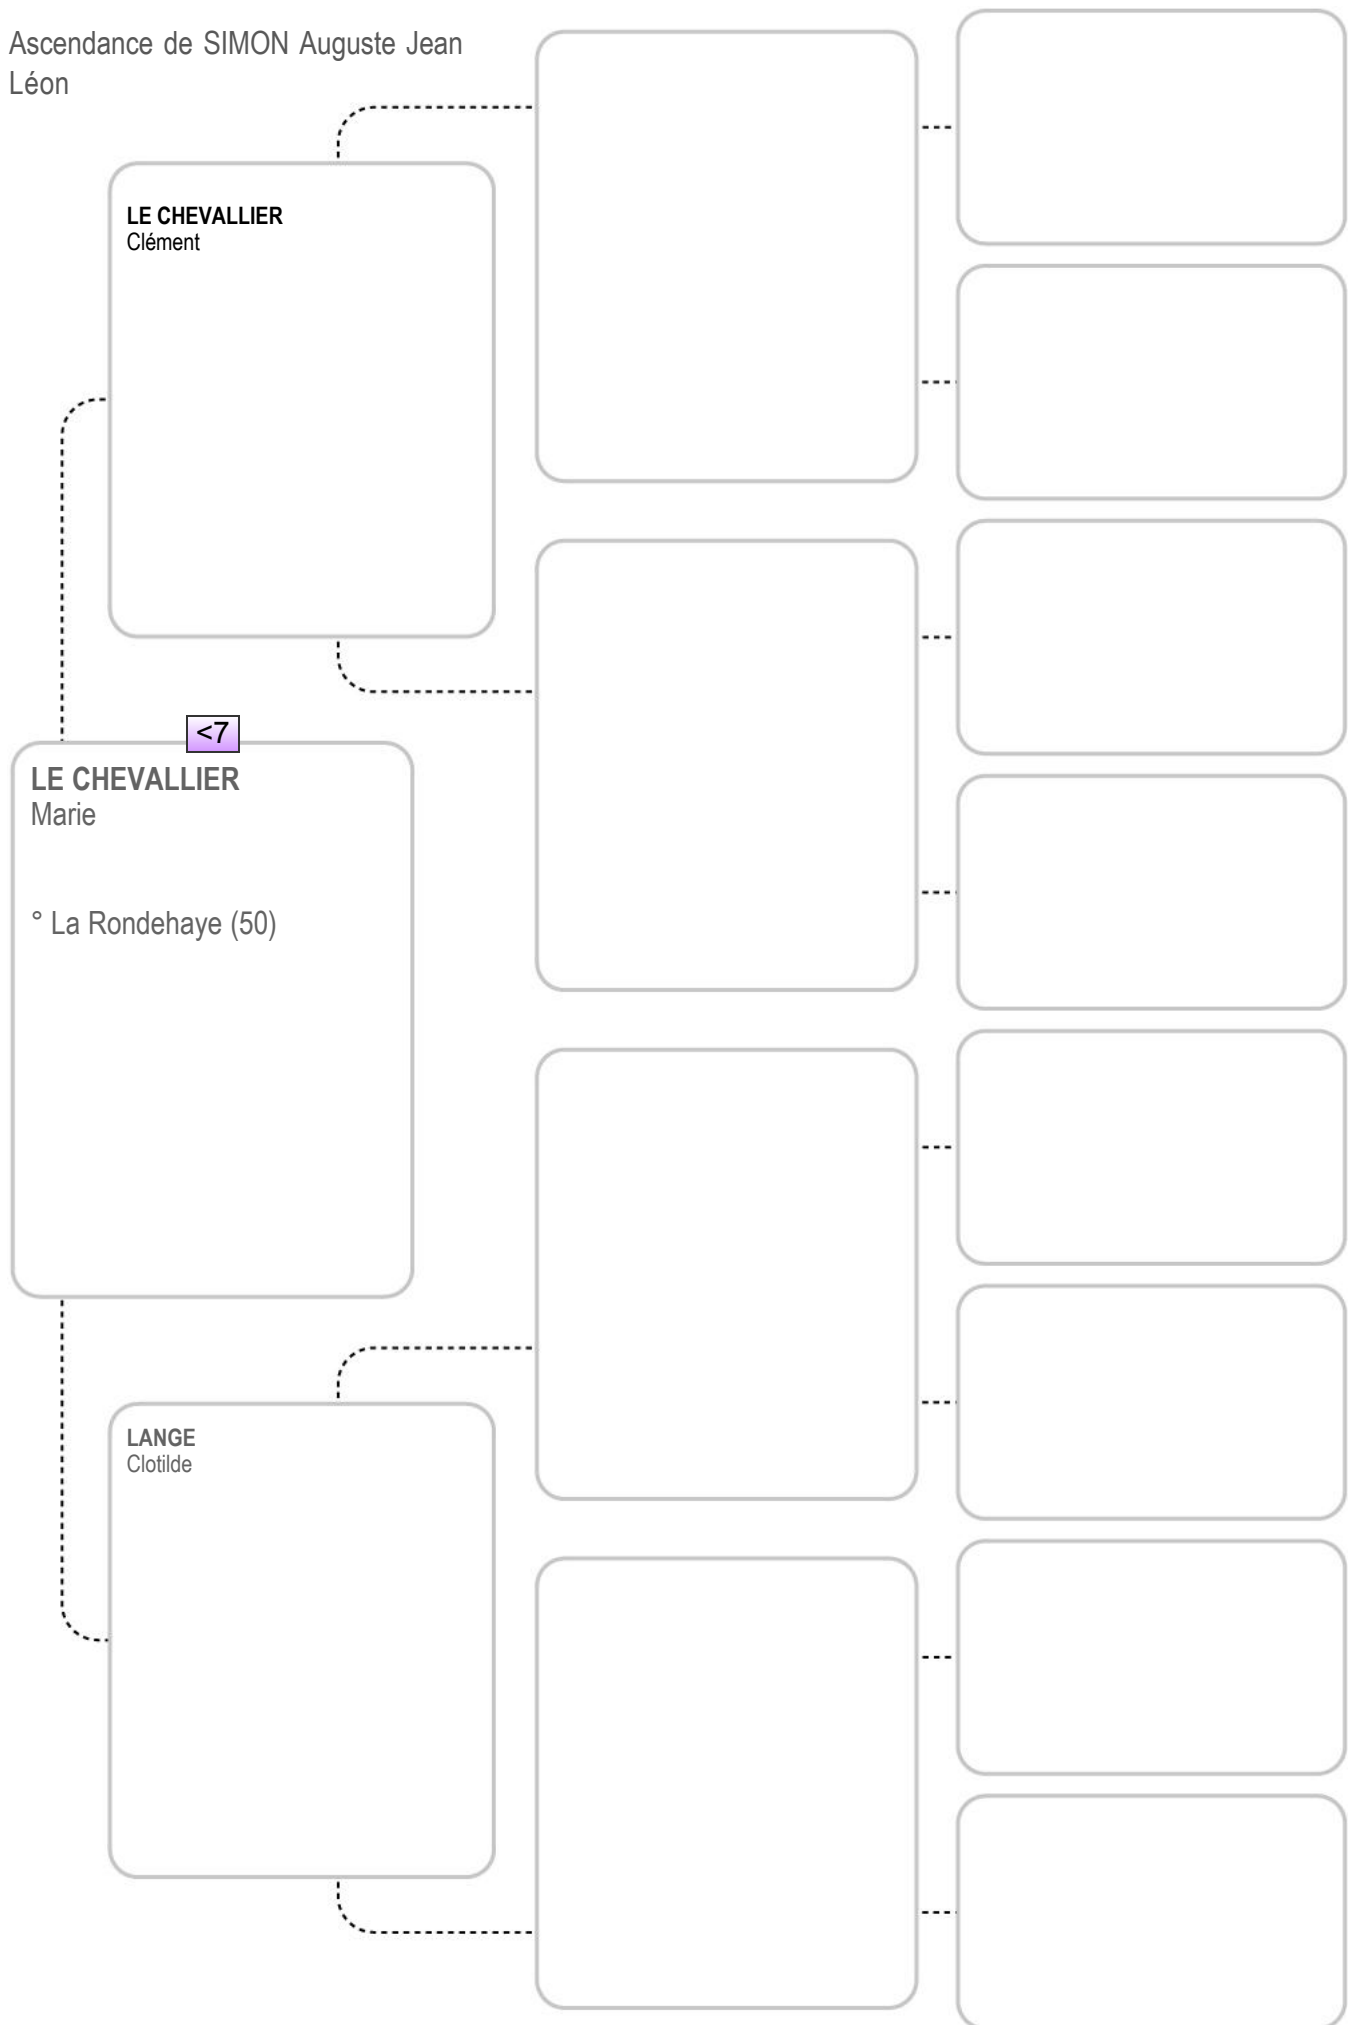 Ascendance de SIMON Auguste Jean
Léon
LE CHEVALLIER
Clément
<7
LE CHEVALLIER
Marie
° La Rondehaye (50)
LANGE
Clotilde